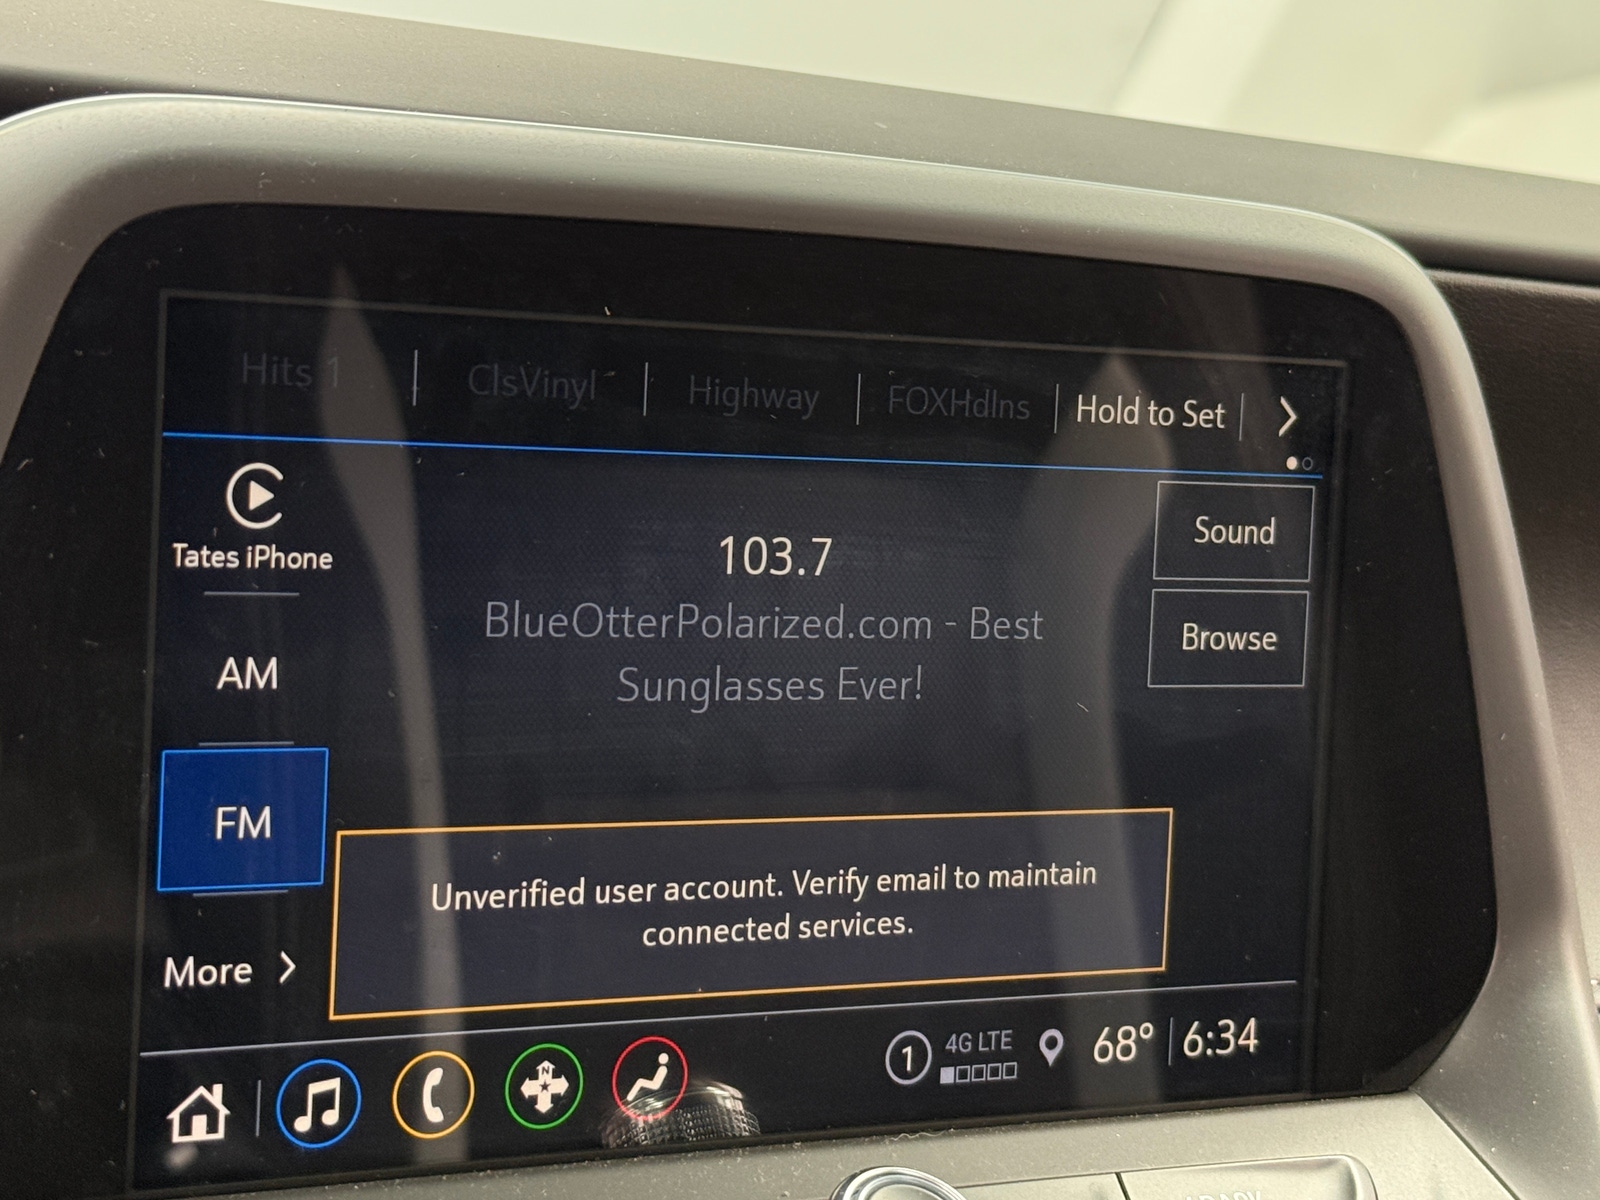 Hits 1
ClsVinyl
Highway
FOXHdlns
Hold to Set
Tates iPhone
AM
FM
More
103.7
BlueOtterPolarized.com - Best
Sunglasses Ever!
Sound
Browse
Unverified user account. Verify email to maintain
connected services.
N
1
4G LTE
68°
6:34